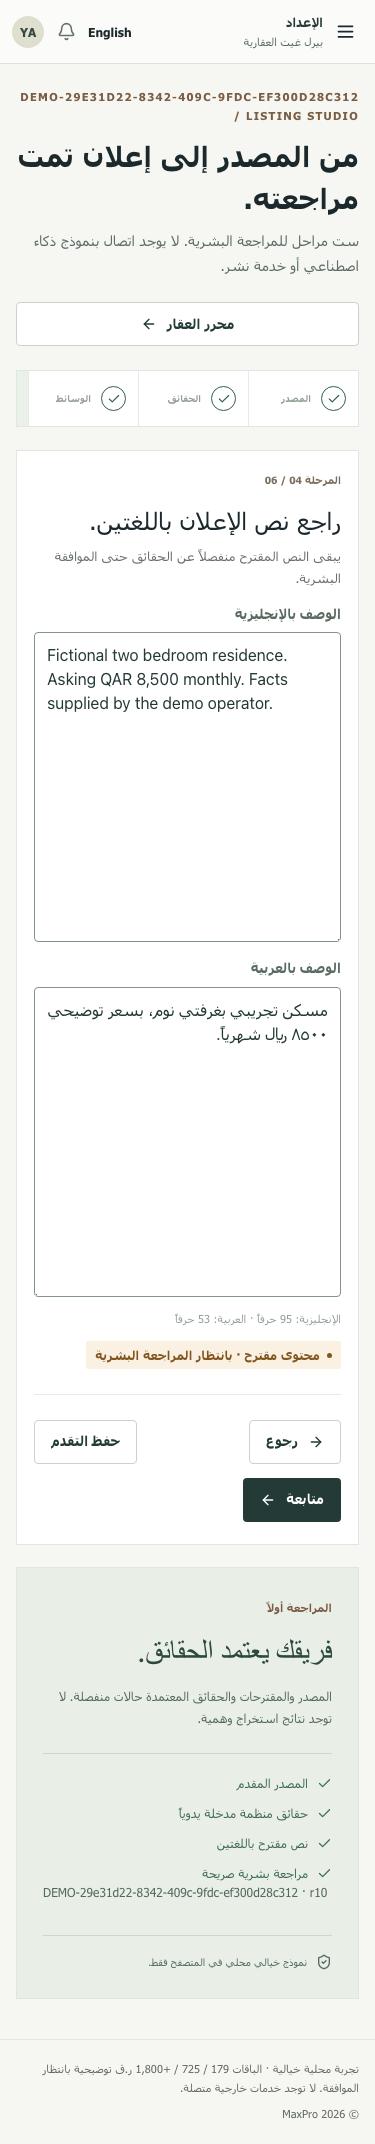 الإعداد
بيرل غيت العقارية
English
YA
DEMO-29E31D22-8342-409C-9FDC-EF300D28C312
/ LISTING STUDIO
من المصدر إلى إعلان تمت
مراجعته.
ست مراحل للمراجعة البشرية. لا يوجد اتصال بنموذج ذكاء
اصطناعي أو خدمة نشر.
محرر العقار
المصدر
الحقائق
الوسائط
المرحلة 04 / 06
راجع نص الإعلان باللغتين.
يبقى النص المقترح منفصلاً عن الحقائق حتى الموافقة
البشرية.
الوصف بالإنجليزية
Fictional two bedroom residence.
Asking QAR 8,500 monthly. Facts
supplied by the demo operator.
الوصف بالعربية
مسكن تجريبي بغرفتي نوم، بسعر توضيحي
٨٥٠٠ ريال شهرياً.
الإنجليزية: 95 حرفاً · العربية: 53 حرفاً
محتوى مقترح · بانتظار المراجعة البشرية
رجوع
حفظ التقدم
متابعة
المراجعة أولاً
فريقك يعتمد الحقائق.
المصدر والمقترحات والحقائق المعتمدة حالات منفصلة. لا
توجد نتائج استخراج وهمية.
المصدر المقدم
حقائق منظمة مدخلة يدوياً
نص مقترح باللغتين
مراجعة بشرية صريحة
DEMO-29e31d22-8342-409c-9fdc-ef300d28c312 · r10
نموذج خيالي محلي في المتصفح فقط.
تجربة محلية خيالية · الباقات 179 / 725 / +1,800 ر.ق توضيحية بانتظار
الموافقة. لا توجد خدمات خارجية متصلة.
© 2026 MaxPro